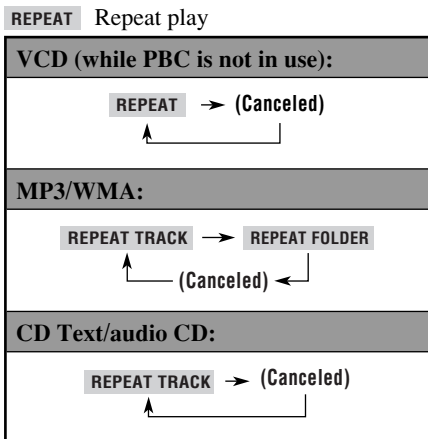 REPEAT Repeat play
VCD (while PBC is not in use):
REPEAT (Canceled)
MP3/WMA:
REPEAT TRACK REPEAT FOLDER
(Canceled)
CD Text/audio CD:
REPEAT TRACK (Canceled)